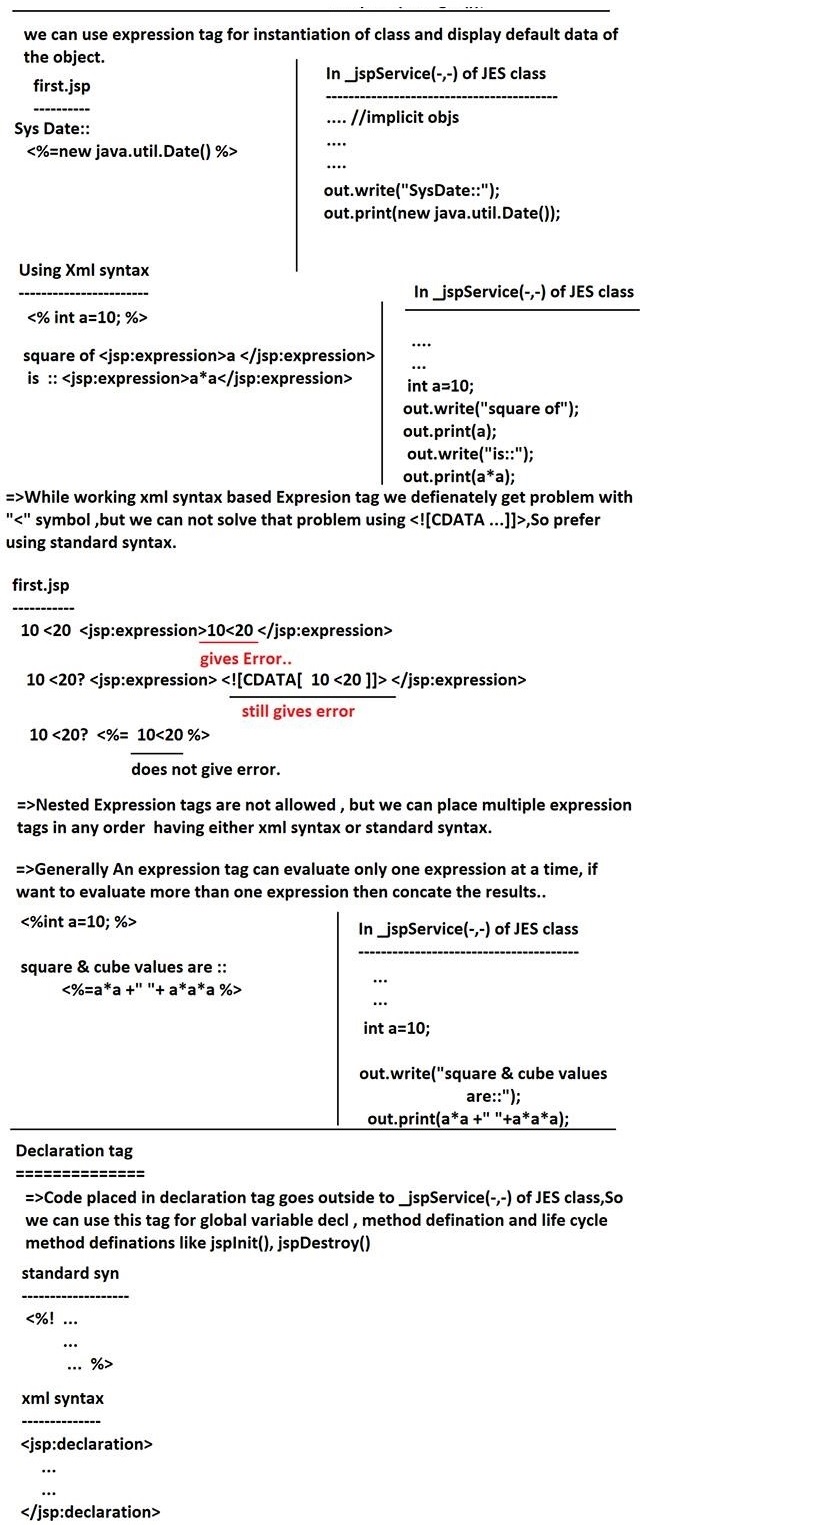 we can use expression tag for instantiation of class and display default data of
the object.
first.jsp
----------
Sys Date::
<%=new java.util.Date() %>
In _jspService(-,-) of JES class
-----------------------------------------
.... //implicit objs
....
....
out.write("SysDate::");
out.print(new java.util.Date());
Using Xml syntax
-----------------------
<% int a=10; %>
square of <jsp:expression>a </jsp:expression>
is :: <jsp:expression>a*a</jsp:expression>
In _jspService(-,-) of JES class
....
...
int a=10;
out.write("square of");
out.print(a);
out.write("is::");
out.print(a*a);
=>While working xml syntax based Expresion tag we defienately get problem with
"<" symbol ,but we can not solve that problem using <![CDATA ...]]>,So prefer
using standard syntax.
first.jsp
-----------
10 <20 <jsp:expression>10<20 </jsp:expression>
gives Error..
10 <20? <jsp:expression> <![CDATA[ 10 <20 ]]> </jsp:expression>
still gives error
10 <20? <%= 10<20 %>
does not give error.
=>Nested Expression tags are not allowed , but we can place multiple expression
tags in any order having either xml syntax or standard syntax.
=>Generally An expression tag can evaluate only one expression at a time, if
want to evaluate more than one expression then concate the results..
<%int a=10; %>
square & cube values are ::
<%=a*a +" "+ a*a*a %>
In _jspService(-,-) of JES class
---------------------------------------
...
...
int a=10;
out.write("square & cube values
are::");
out.print(a*a +" "+a*a*a);
Declaration tag
==============
=>Code placed in declaration tag goes outside to _jspService(-,-) of JES class,So
we can use this tag for global variable decl , method defination and life cycle
method definations like jspInit(), jspDestroy()
standard syn
-------------------
<%! ...
...
... %>
xml syntax
--------------
<jsp:declaration>
...
...
</jsp:declaration>